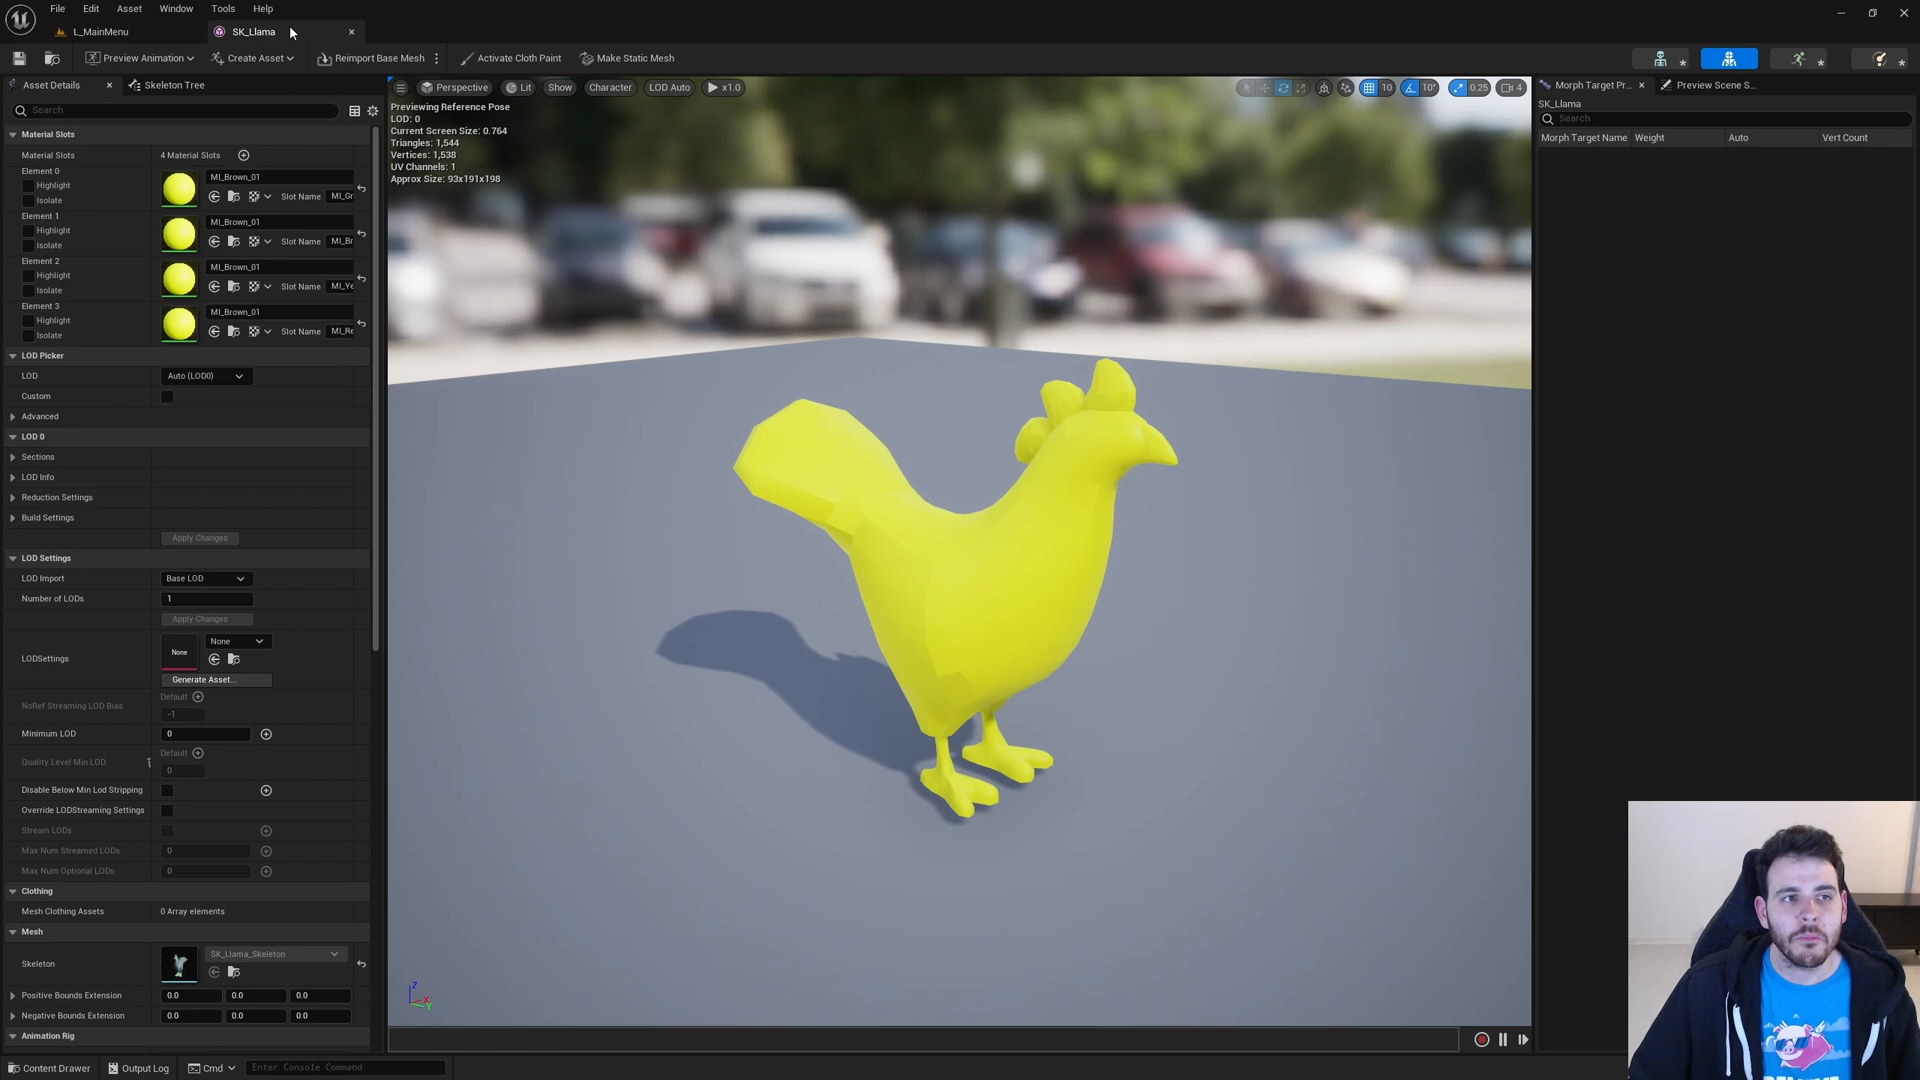 File Edit Asset Window Tools Help
L_MainMenu SK_Llama
Preview Animation Create Asset Reimport Base Mesh Activate Cloth Paint Make Static Mesh
Asset Details Skeleton Tree
Search
Material Slots
Material Slots 4 Material Slots
Element 0 MI_Brown_01
Highlight
Isolate Slot Name MI_Gr
Element 1 MI_Brown_01
Highlight
Isolate Slot Name MI_Br
Element 2 MI_Brown_01
Highlight
Isolate Slot Name MI_Ye
Element 3 MI_Brown_01
Highlight
Isolate Slot Name MI_Re
LOD Picker
LOD Auto (LOD0)
Custom
Advanced
LOD 0
Sections
LOD Info
Reduction Settings
Build Settings
Apply Changes
LOD Settings
LOD Import Base LOD
Number of LODs 1
Apply Changes
LODSettings None None
Generate Asset...
NoRef Streaming LOD Bias Default
-1
Minimum LOD 0
Quality Level Min LOD Default
0
Disable Below Min Lod Stripping
Override LODStreaming Settings
Stream LODs
Max Num Streamed LODs 0
Max Num Optional LODs 0
Clothing
Mesh Clothing Assets 0 Array elements
Mesh
Skeleton SK_Llama_Skeleton
Positive Bounds Extension 0.0 0.0 0.0
Negative Bounds Extension 0.0 0.0 0.0
Animation Rig
Perspective Lit Show Character LOD Auto x1.0 10 10° 0.25 4
Previewing Reference Pose
LOD: 0
Current Screen Size: 0.764
Triangles: 1,544
Vertices: 1,538
UV Channels: 1
Approx Size: 93x191x198
Z X Y
Morph Target Pr... Preview Scene S...
SK_Llama
Search
Morph Target Name Weight Auto Vert Count
Content Drawer Output Log Cmd Enter Console Command